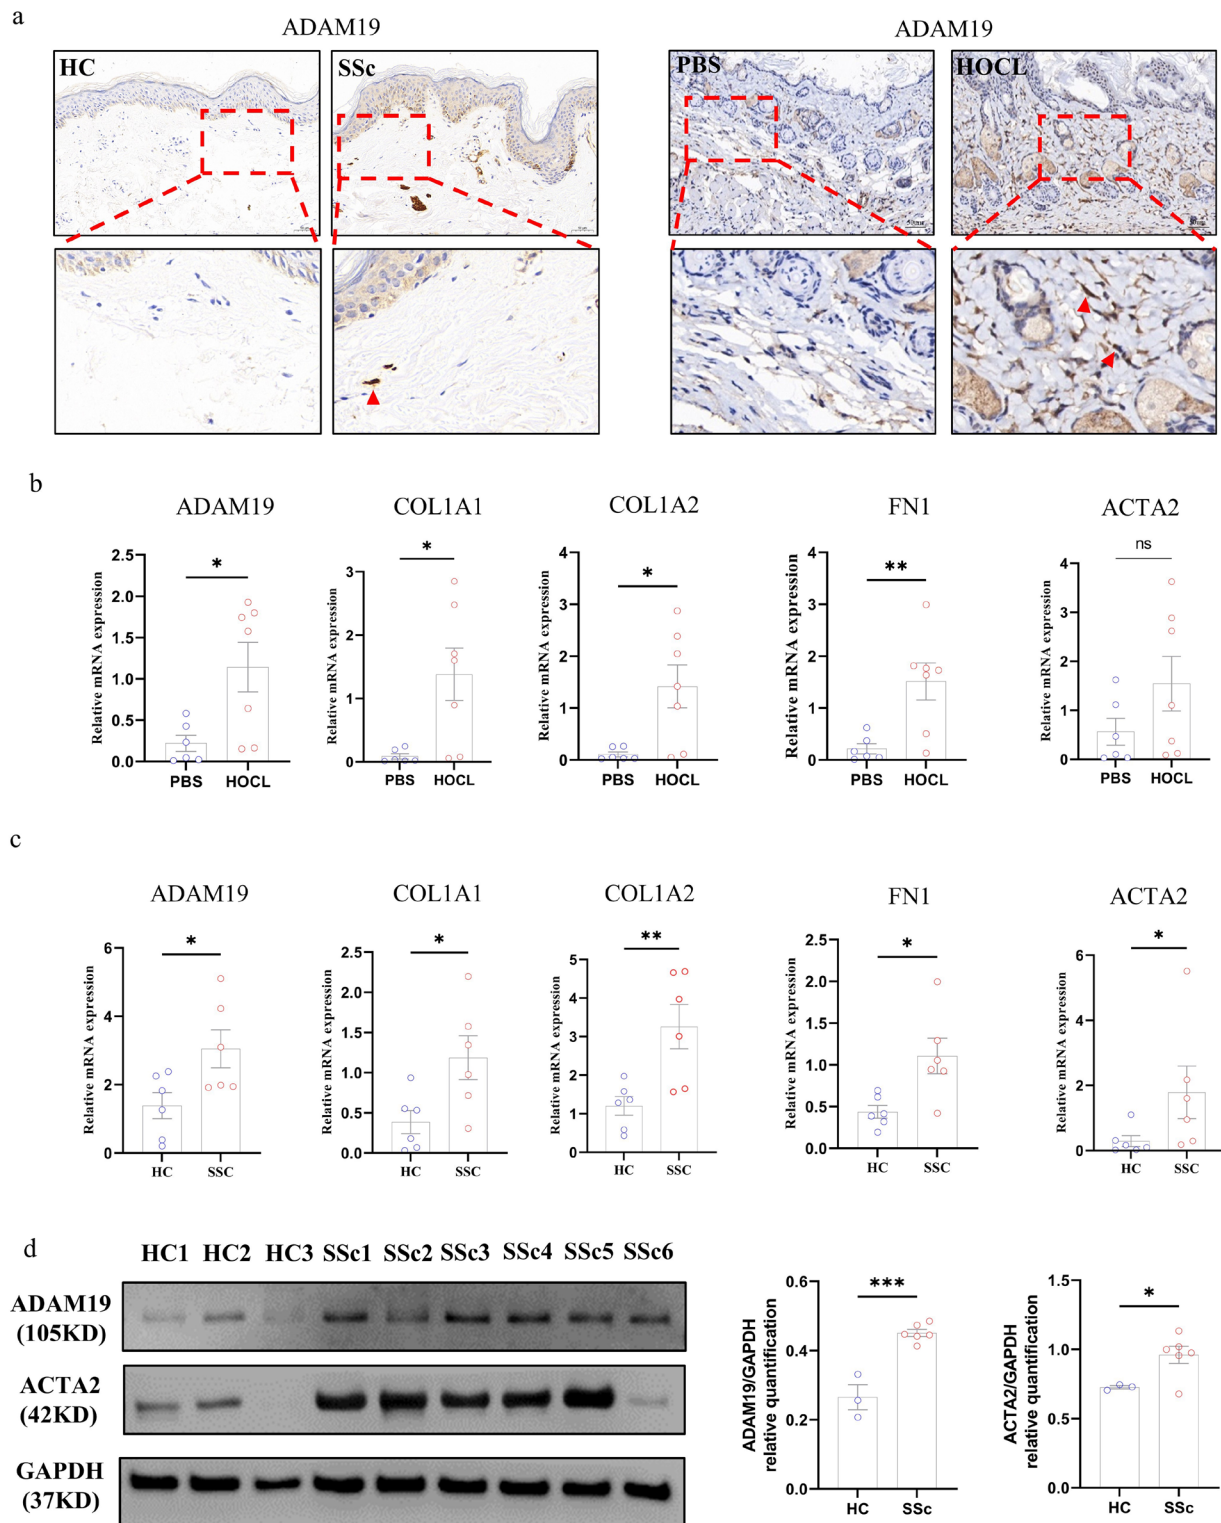 a
ADAM19
ADAM19
HC
SSc
PBS
HOCL
b
ADAM19
COL1A1
COL1A2
FN1
ACTA2
Relative mRNA expression
2.5
2.0
1.5
1.0
0.5
0.0
*
PBS
HOCL
Relative mRNA expression
3
2
1
0
*
PBS
HOCL
Relative mRNA expression
4
3
2
1
0
*
PBS
HOCL
Relative mRNA expression
4
3
2
1
0
**
PBS
HOCL
Relative mRNA expression
4
3
2
1
0
ns
PBS
HOCL
c
ADAM19
COL1A1
COL1A2
FN1
ACTA2
Relative mRNA expression
6
4
2
0
*
HC
SSC
Relative mRNA expression
2.5
2.0
1.5
1.0
0.5
0.0
*
HC
SSC
Relative mRNA expression
5
4
3
2
1
0
**
HC
SSC
Relative mRNA expression
2.5
2.0
1.5
1.0
0.5
0.0
*
HC
SSC
Relative mRNA expression
6
4
2
0
*
HC
SSC
d
HC1 HC2 HC3 SSc1 SSc2 SSc3 SSc4 SSc5 SSc6
ADAM19
(105KD)
ACTA2
(42KD)
GAPDH
(37KD)
ADAM19/GAPDH
relative quantification
0.6
0.4
0.2
0.0
***
HC
SSc
ACTA2/GAPDH
relative quantification
1.5
1.0
0.5
0.0
*
HC
SSc